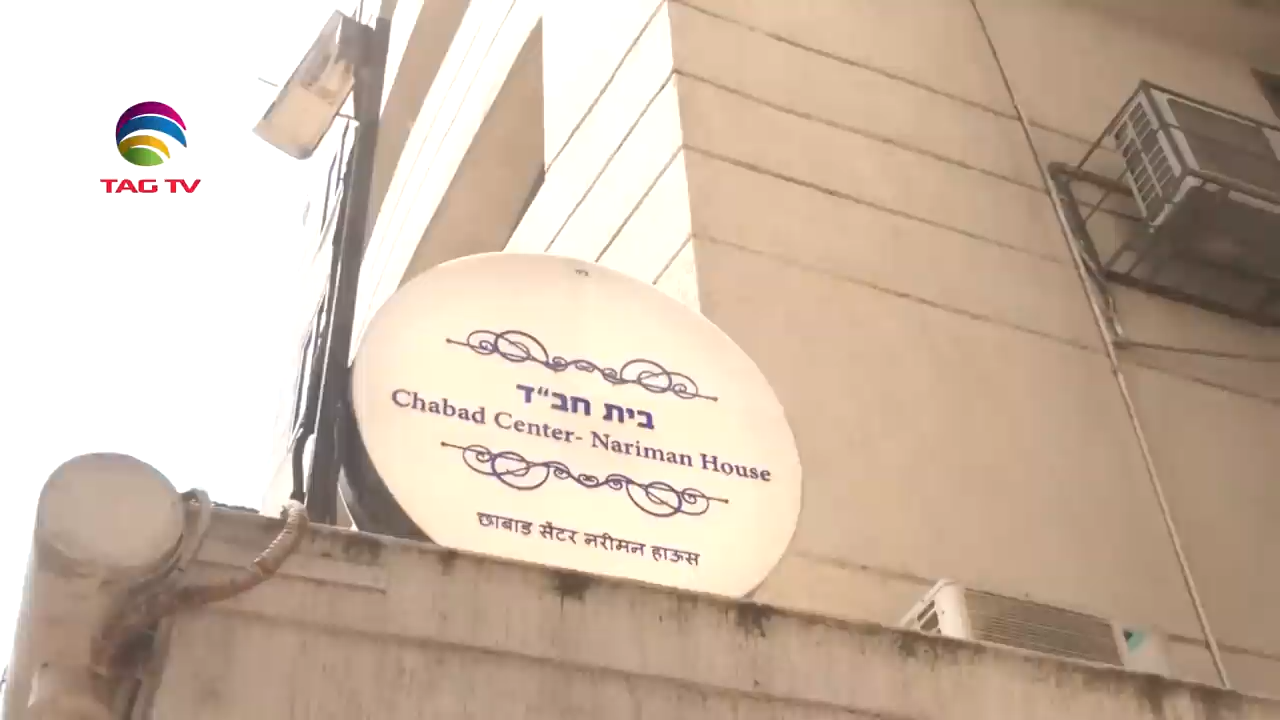 TAG TV
בית חב“ד
Chabad Center- Nariman House
छाबाड सेंटर नरीमन हाऊस